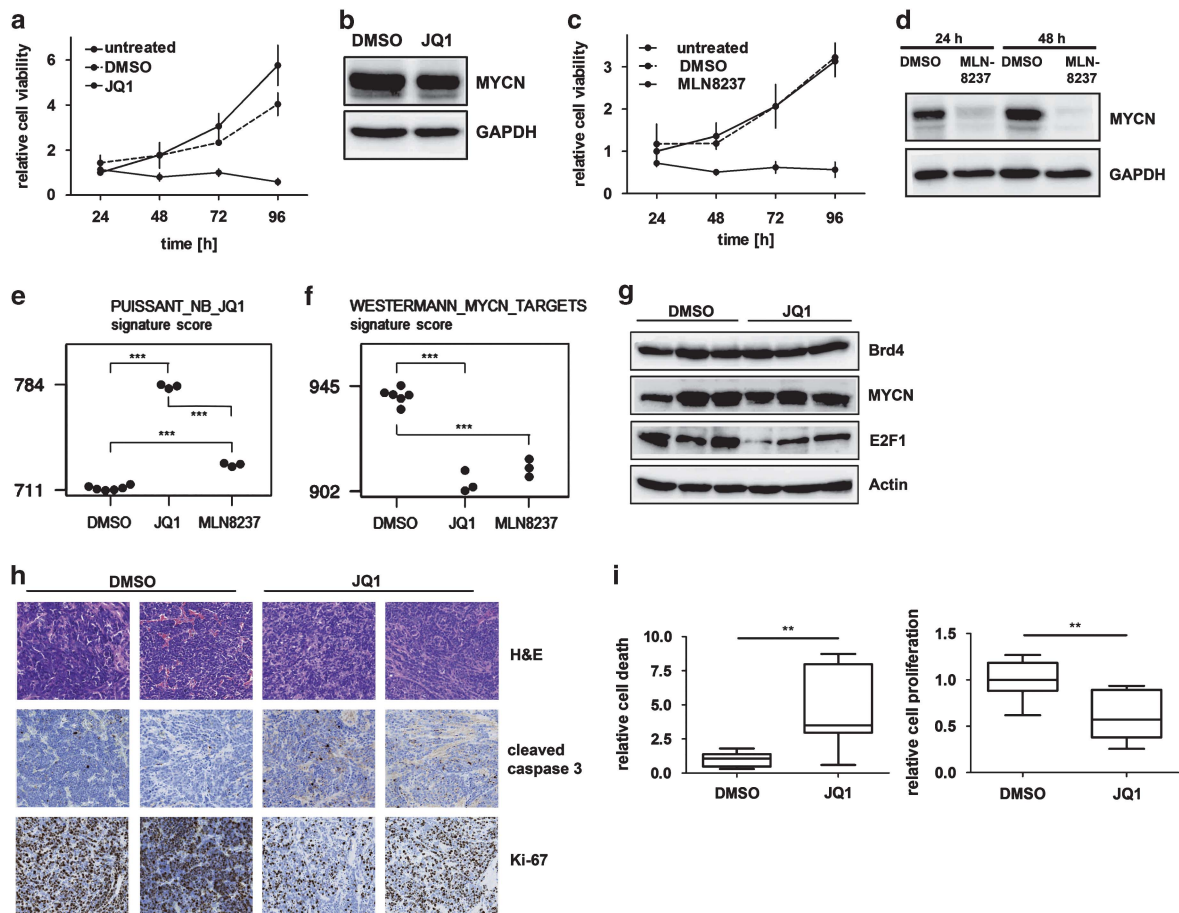 a
relative cell viability
6
4
2
0
untreated
DMSO
JQ1
24 48 72 96
time [h]
b
DMSO JQ1
MYCN
GAPDH
c
relative cell viability
3
2
1
0
untreated
DMSO
MLN8237
24 48 72 96
time [h]
d
24 h 48 h
DMSO MLN-8237 DMSO MLN-8237
MYCN
GAPDH
e
PUISSANT_NB_JQ1
signature score
784
711
***
***
***
DMSO JQ1 MLN8237
f
WESTERMANN_MYCN_TARGETS
signature score
945
902
***
***
DMSO JQ1 MLN8237
g
DMSO JQ1
Brd4
MYCN
E2F1
Actin
h
DMSO JQ1
H&E
cleaved
caspase 3
Ki-67
i
relative cell death
10.0
7.5
5.0
2.5
0.0
**
DMSO JQ1
relative cell proliferation
1.5
1.0
0.5
0.0
**
DMSO JQ1